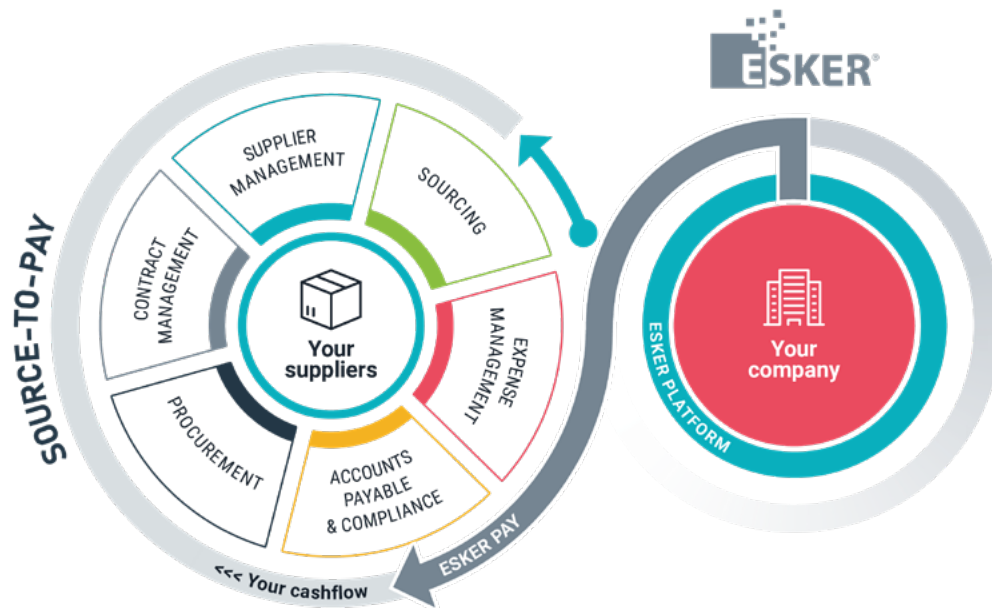 ESKER®
SUPPLIER
MANAGEMENT
SOURCING
CONTRACT
MANAGEMENT
EXPENSE
MANAGEMENT
PROCUREMENT
ACCOUNTS
PAYABLE
& COMPLIANCE
Your
suppliers
SOURCE-TO-PAY
<<< Your cashflow
ESKER PAY
ESKER PLATFORM
Your
company